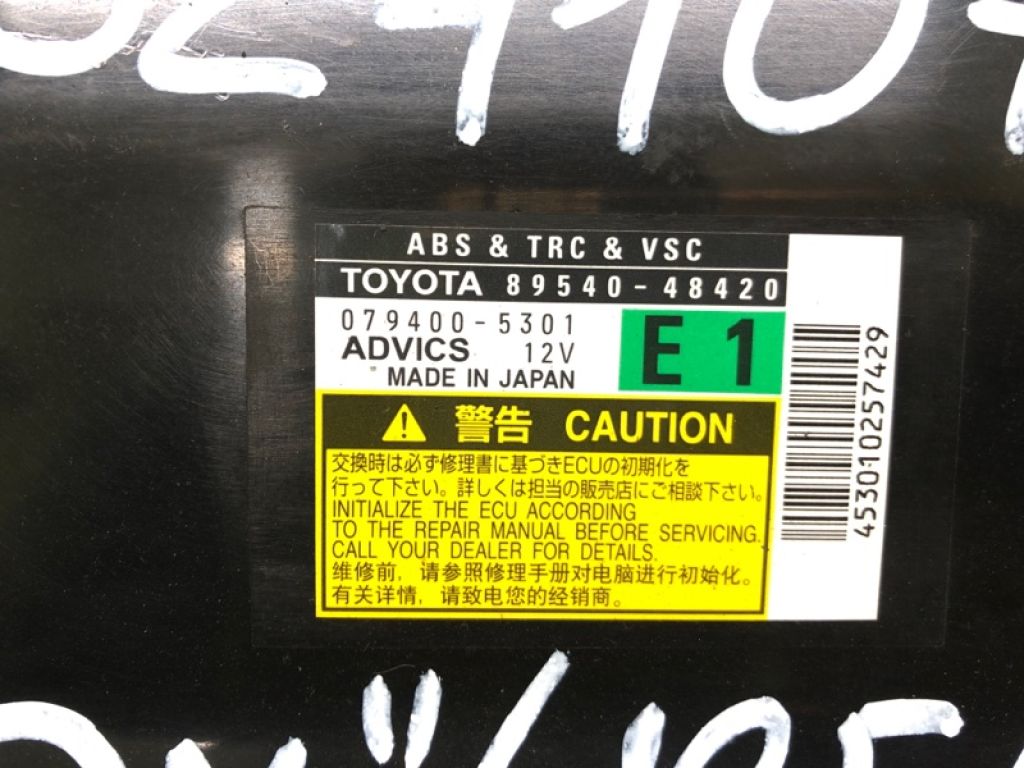 ABS & TRC & VSC
TOYOTA 89540-48420
079400-5301
E 1
ADVICS 12V
MADE IN JAPAN
45301025 7429
警告 CAUTION
交換時は必ず修理書に基づきECUの初期化を
行って下さい。詳しくは担当の販売店にご相談下さい。
INITIALIZE THE ECU ACCORDING
TO THE REPAIR MANUAL BEFORE SERVICING.
CALL YOUR DEALER FOR DETAILS.
维修前，请参照修理手册对电脑进行初始化。
有关详情，请致电您的经销商。